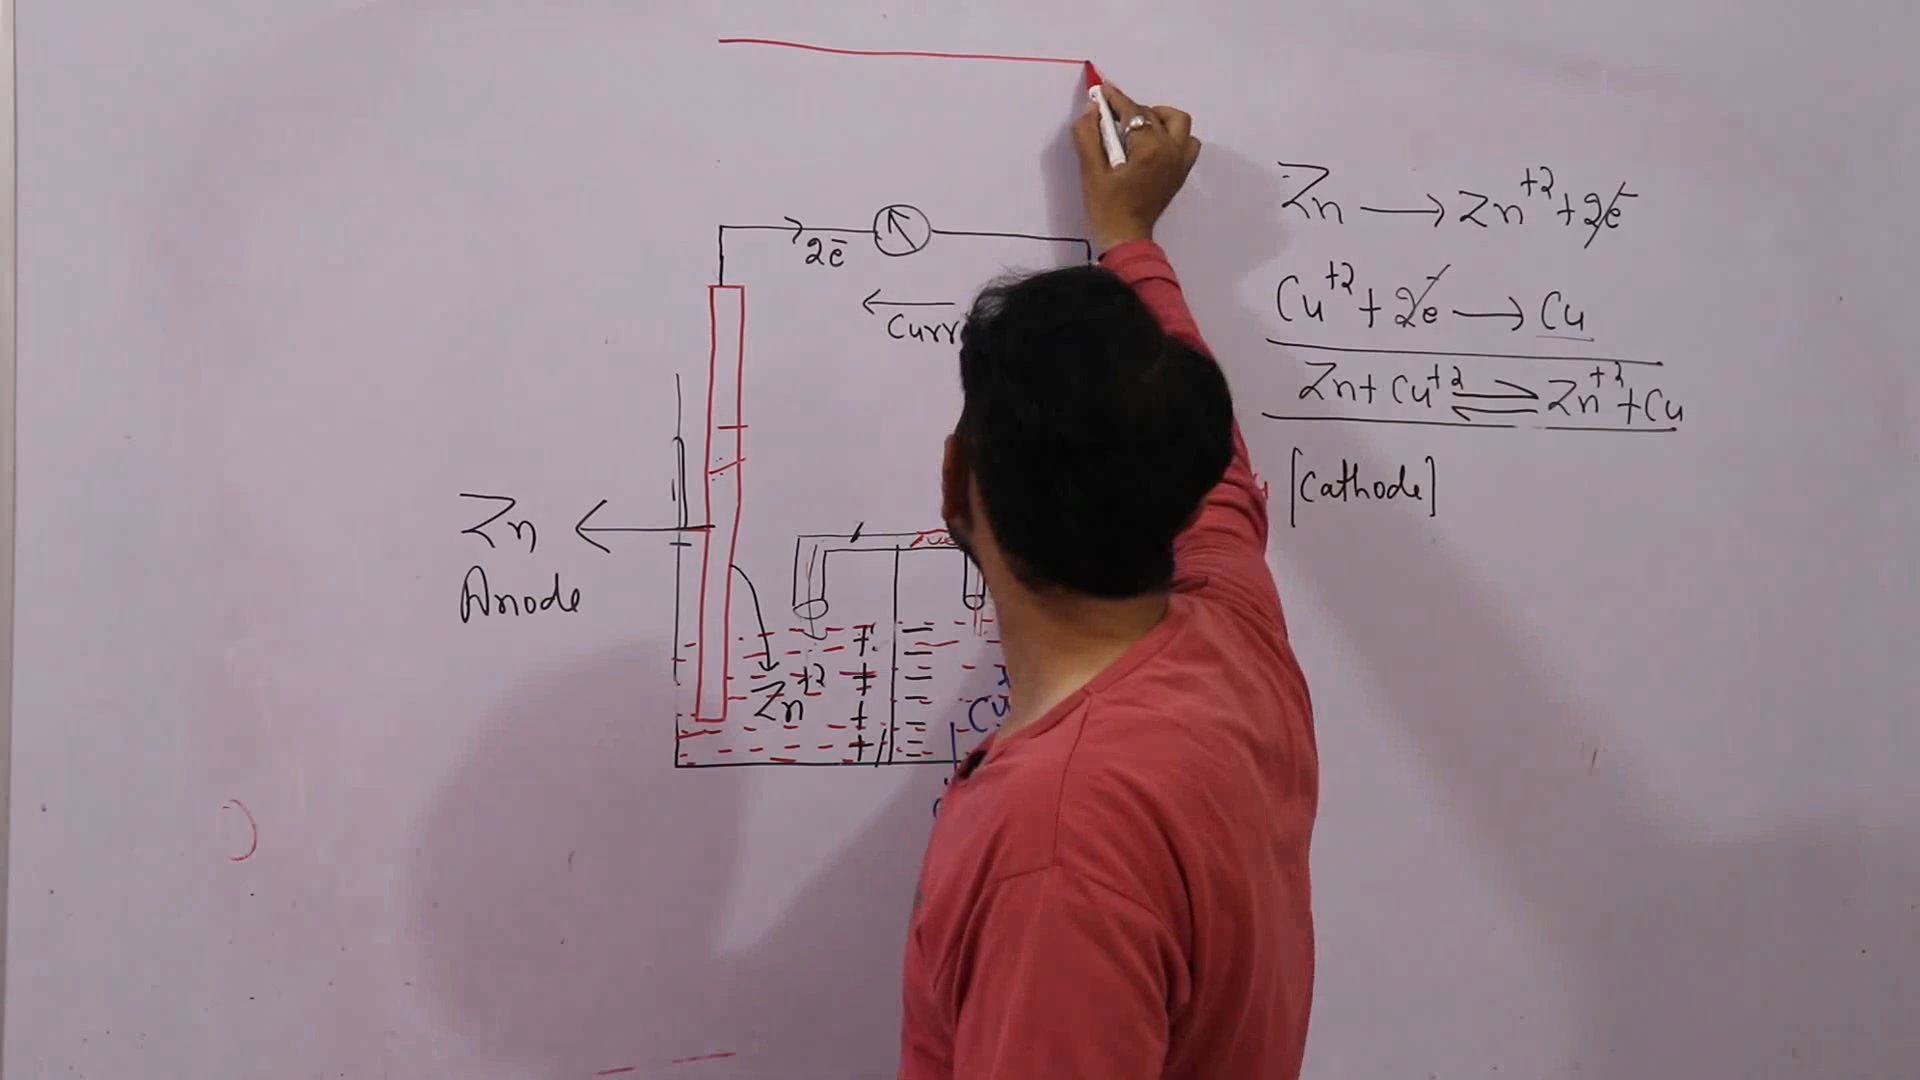 2e⁻
Curr
Zn → Zn⁺² + 2e⁻
Cu⁺² + 2e⁻ → Cu
Zn + Cu⁺² ⇌ Zn⁺² + Cu
[Cathode]
Zn
Anode
Zn⁺²
Cu